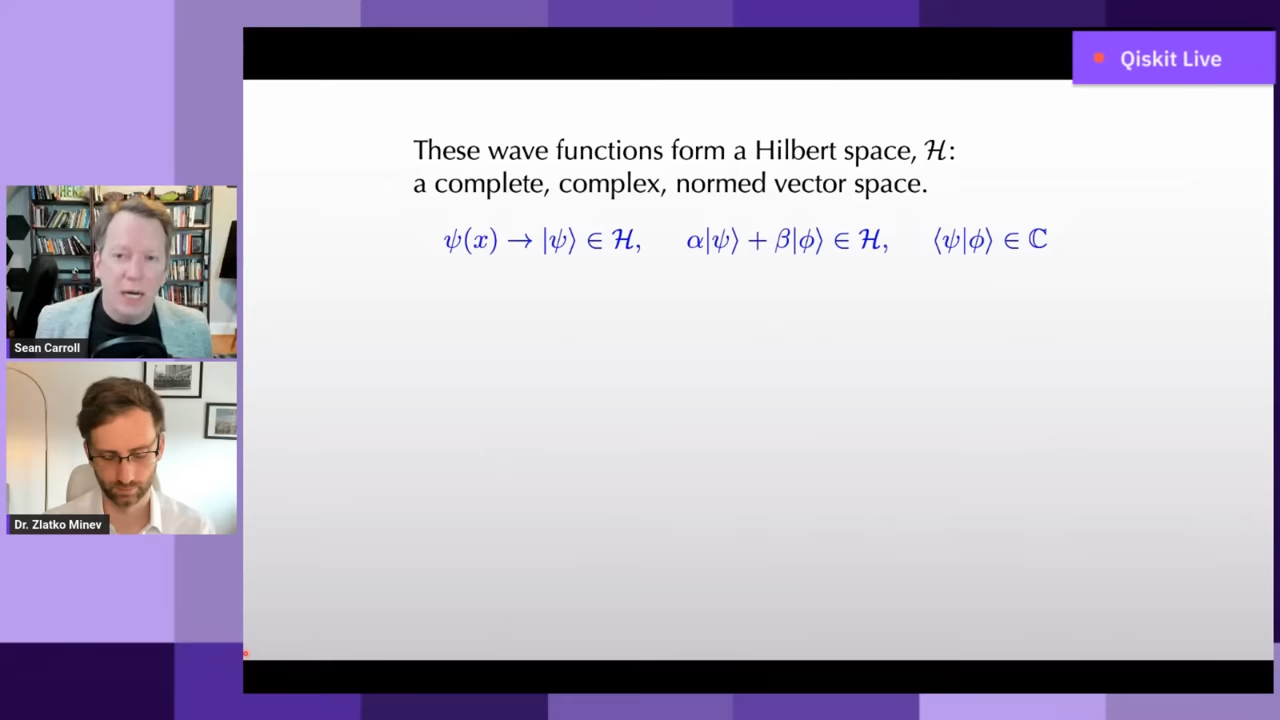 Qiskit Live
These wave functions form a Hilbert space, ℋ:
a complete, complex, normed vector space.
ψ(x) → |ψ⟩ ∈ ℋ, α|ψ⟩ + β|ϕ⟩ ∈ ℋ, ⟨ψ|ϕ⟩ ∈ ℂ
Sean Carroll
Dr. Zlatko Minev